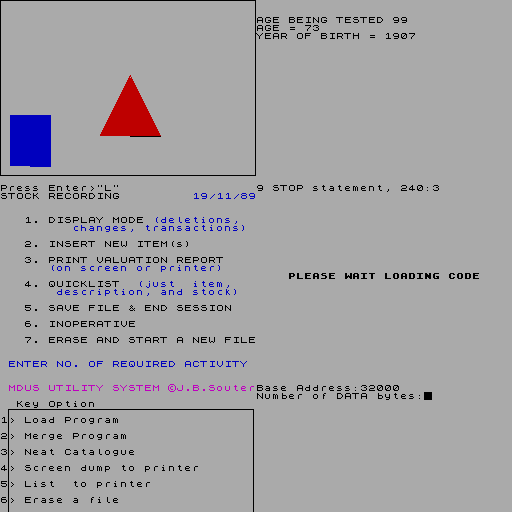 AGE BEING TESTED 99
AGE = 73
YEAR OF BIRTH = 1907
Press Enter>"L"
9 STOP statement, 240:3
STOCK RECORDING 19/11/89
1. DISPLAY MODE (deletions,
changes, transactions)
2. INSERT NEW ITEM(s)
3. PRINT VALUATION REPORT
(on screen or printer)
4. QUICKLIST (just item,
description, and stock)
5. SAVE FILE & END SESSION
6. INOPERATIVE
7. ERASE AND START A NEW FILE
ENTER NO. OF REQUIRED ACTIVITY
PLEASE WAIT LOADING CODE
MDUS UTILITY SYSTEM ©J.B.Souter
Key Option
1> Load Program
2> Merge Program
3> Neat Catalogue
4> Screen dump to printer
5> List to printer
6> Erase a file
Base Address:32000
Number of DATA bytes: